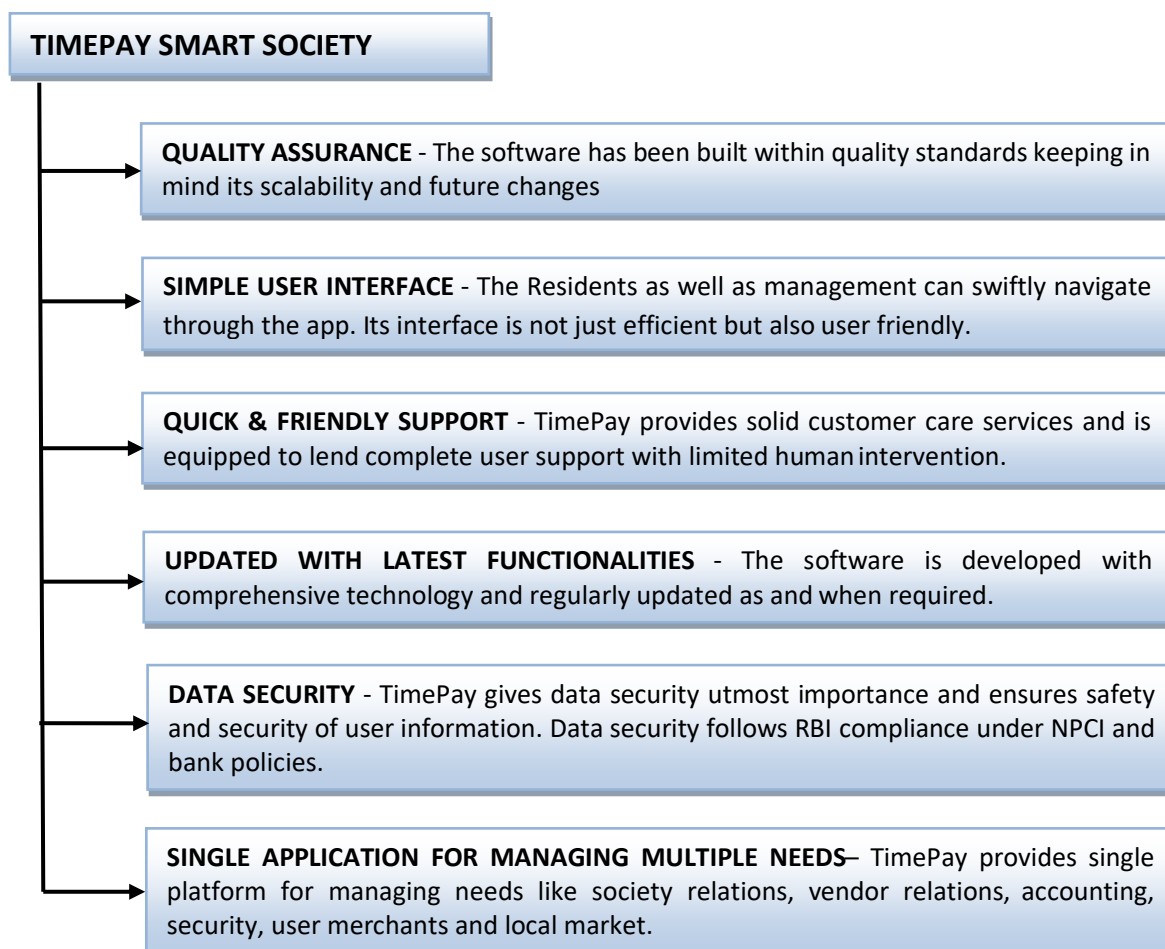 TIMEPAY SMART SOCIETY
QUALITY ASSURANCE - The software has been built within quality standards keeping in
mind its scalability and future changes
SIMPLE USER INTERFACE - The Residents as well as management can swiftly navigate
through the app. Its interface is not just efficient but also user friendly.
QUICK & FRIENDLY SUPPORT - TimePay provides solid customer care services and is
equipped to lend complete user support with limited human intervention.
UPDATED WITH LATEST FUNCTIONALITIES - The software is developed with
comprehensive technology and regularly updated as and when required.
DATA SECURITY - TimePay gives data security utmost importance and ensures safety
and security of user information. Data security follows RBI compliance under NPCI and
bank policies.
SINGLE APPLICATION FOR MANAGING MULTIPLE NEEDS– TimePay provides single
platform for managing needs like society relations, vendor relations, accounting,
security, user merchants and local market.